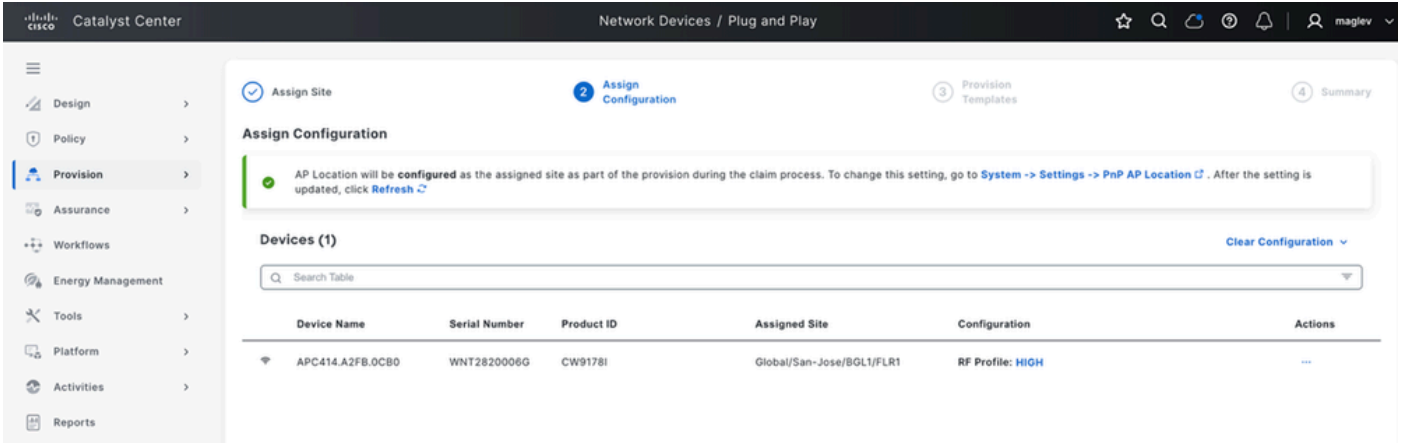 cisco Catalyst Center
Network Devices / Plug and Play
maglev
Design
Policy
Provision
Assurance
Workflows
Energy Management
Tools
Platform
Activities
Reports
Assign Site
2 Assign
Configuration
3 Provision
Templates
4 Summary
Assign Configuration
AP Location will be configured as the assigned site as part of the provision during the claim process. To change this setting, go to System -> Settings -> PnP AP Location . After the setting is
updated, click Refresh
Devices (1)
Clear Configuration
Search Table
Device Name Serial Number Product ID Assigned Site Configuration Actions
APC414.A2FB.0CB0 WNT2820006G CW9178I Global/San-Jose/BGL1/FLR1 RF Profile: HIGH ...